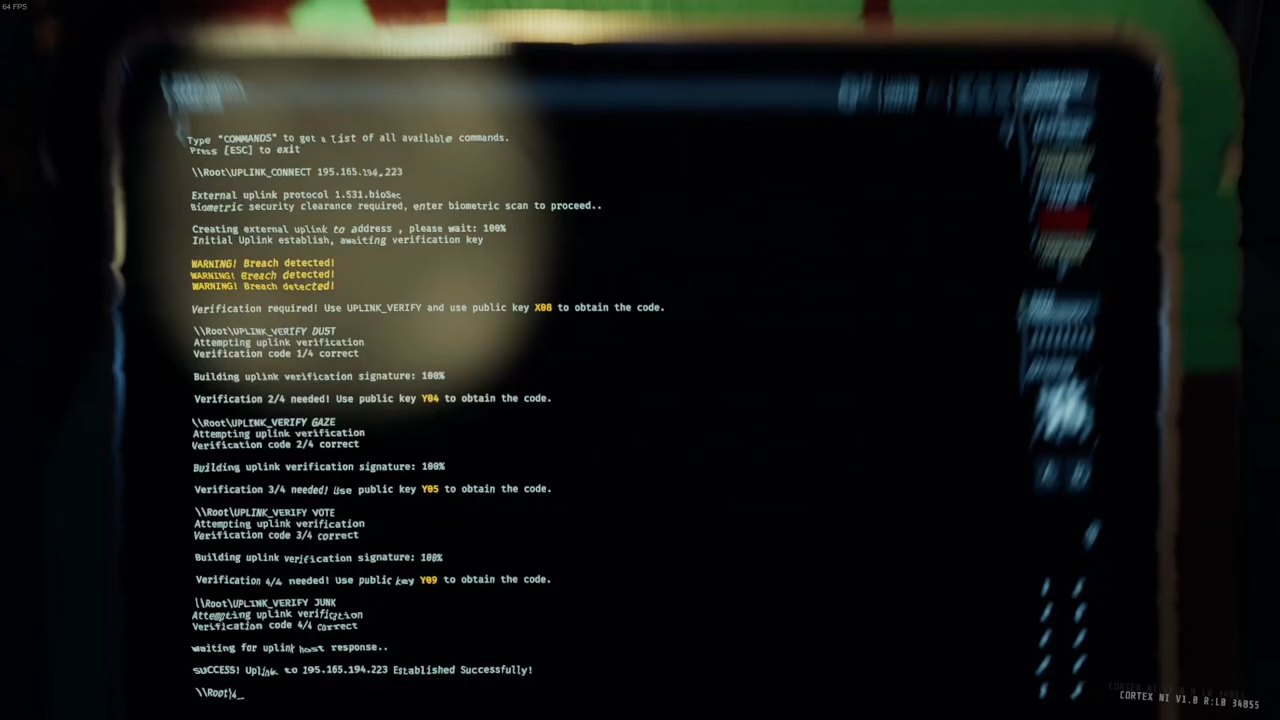 64 FPS
Type "COMMANDS" to get a list of all available commands.
Press [ESC] to exit
\\Root\UPLINK_CONNECT 195.165.194.223
External uplink protocol 1.531.bioSec
Biometric security clearance required, enter biometric scan to proceed..
Creating external uplink to address , please wait: 100%
Initial Uplink establish, awaiting verification key
WARNING! Breach detected!
WARNING! Breach detected!
WARNING! Breach detected!
Verification required! Use UPLINK_VERIFY and use public key X08 to obtain the code.
\\Root\UPLINK_VERIFY DUST
Attempting uplink verification
Verification code 1/4 correct
Building uplink verification signature: 100%
Verification 2/4 needed! Use public key Y04 to obtain the code.
\\Root\UPLINK_VERIFY GAZE
Attempting uplink verification
Verification code 2/4 correct
Building uplink verification signature: 100%
Verification 3/4 needed! Use public key Y05 to obtain the code.
\\Root\UPLINK_VERIFY VOTE
Attempting uplink verification
Verification code 3/4 correct
Building uplink verification signature: 100%
Verification 4/4 needed! Use public key Y09 to obtain the code.
\\Root\UPLINK_VERIFY JUNK
Attempting uplink verification
Verification code 4/4 correct
waiting for uplink host response..
SUCCESS! Uplink to 195.165.194.223 Established Successfully!
\\Root\
CORTEX NI V1.0 R:L0 34855